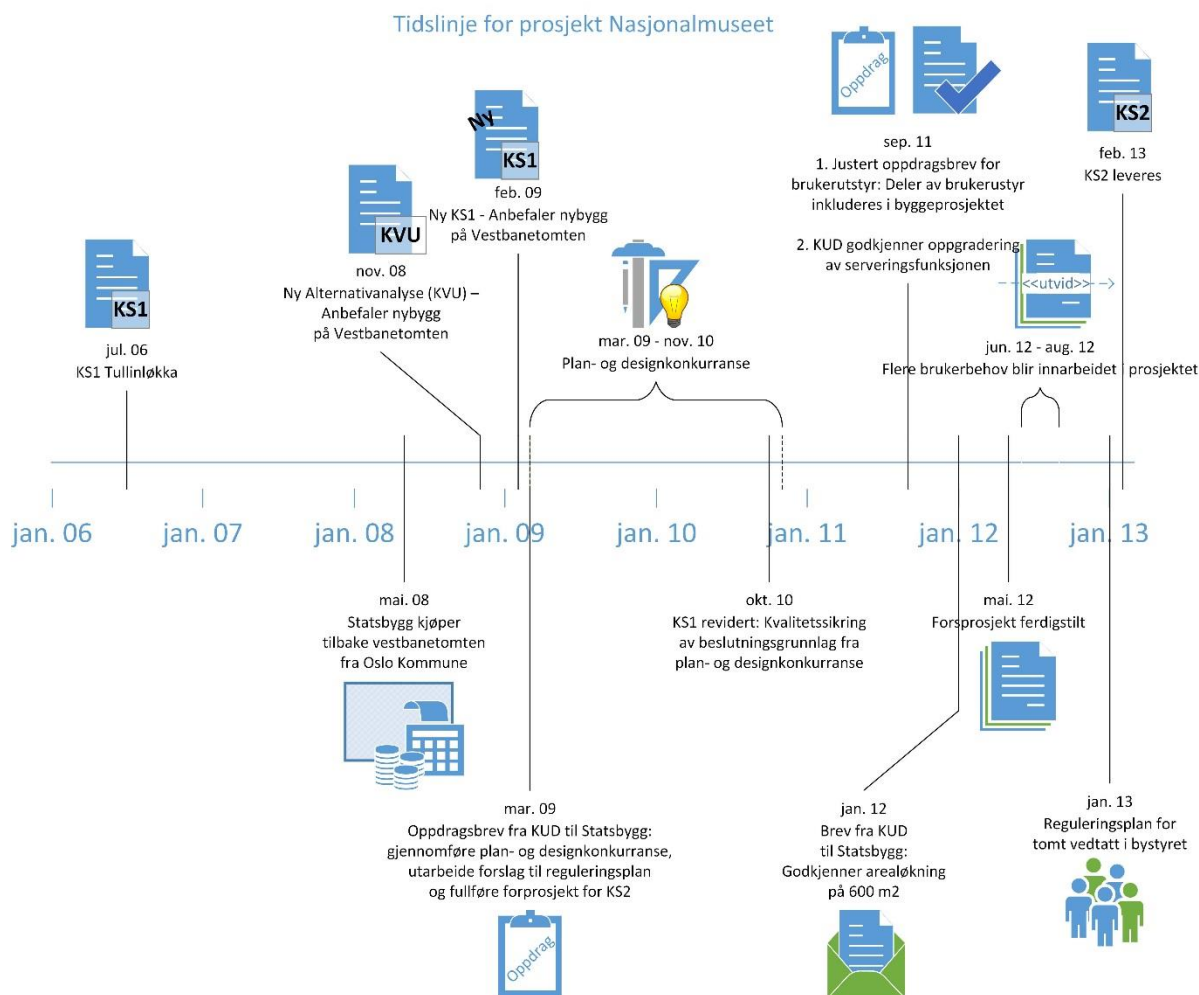 Tidslinje for prosjekt Nasjonalmuseet
Oppdrag
sep. 11
1. Justert oppdragsbrev for
brukerutstyr: Deler av brukerustyr
inkluderes i byggeprosjektet
2. KUD godkjenner oppgradering
av serveringsfunksjonen
KS2
feb. 13
KS2 leveres
Ny
KS1
feb. 09
Ny KS1 - Anbefaler nybygg
på Vestbanetomten
KVU
nov. 08
Ny Alternativanalyse (KVU) –
Anbefaler nybygg
på Vestbanetomten
KS1
jul. 06
KS1 Tullinløkka
mar. 09 - nov. 10
Plan- og designkonkurranse
<<utvid>>
jun. 12 - aug. 12
Flere brukerbehov blir innarbeidet i prosjektet
jan. 06
jan. 07
jan. 08
jan. 09
jan. 10
jan. 11
jan. 12
jan. 13
mai. 08
Statsbygg kjøper
tilbake vestbanetomten
fra Oslo Kommune
okt. 10
KS1 revidert: Kvalitetssikring
av beslutningsgrunnlag fra
plan- og designkonkurranse
mai. 12
Forsprosjekt ferdigstilt
mar. 09
Oppdragsbrev fra KUD til Statsbygg:
gjennomføre plan- og designkonkurranse,
utarbeide forslag til reguleringsplan
og fullføre forprosjekt for KS2
Oppdrag
jan. 12
Brev fra KUD
til Statsbygg:
Godkjenner arealøkning
på 600 m2
jan. 13
Reguleringsplan for
tomt vedtatt i bystyret